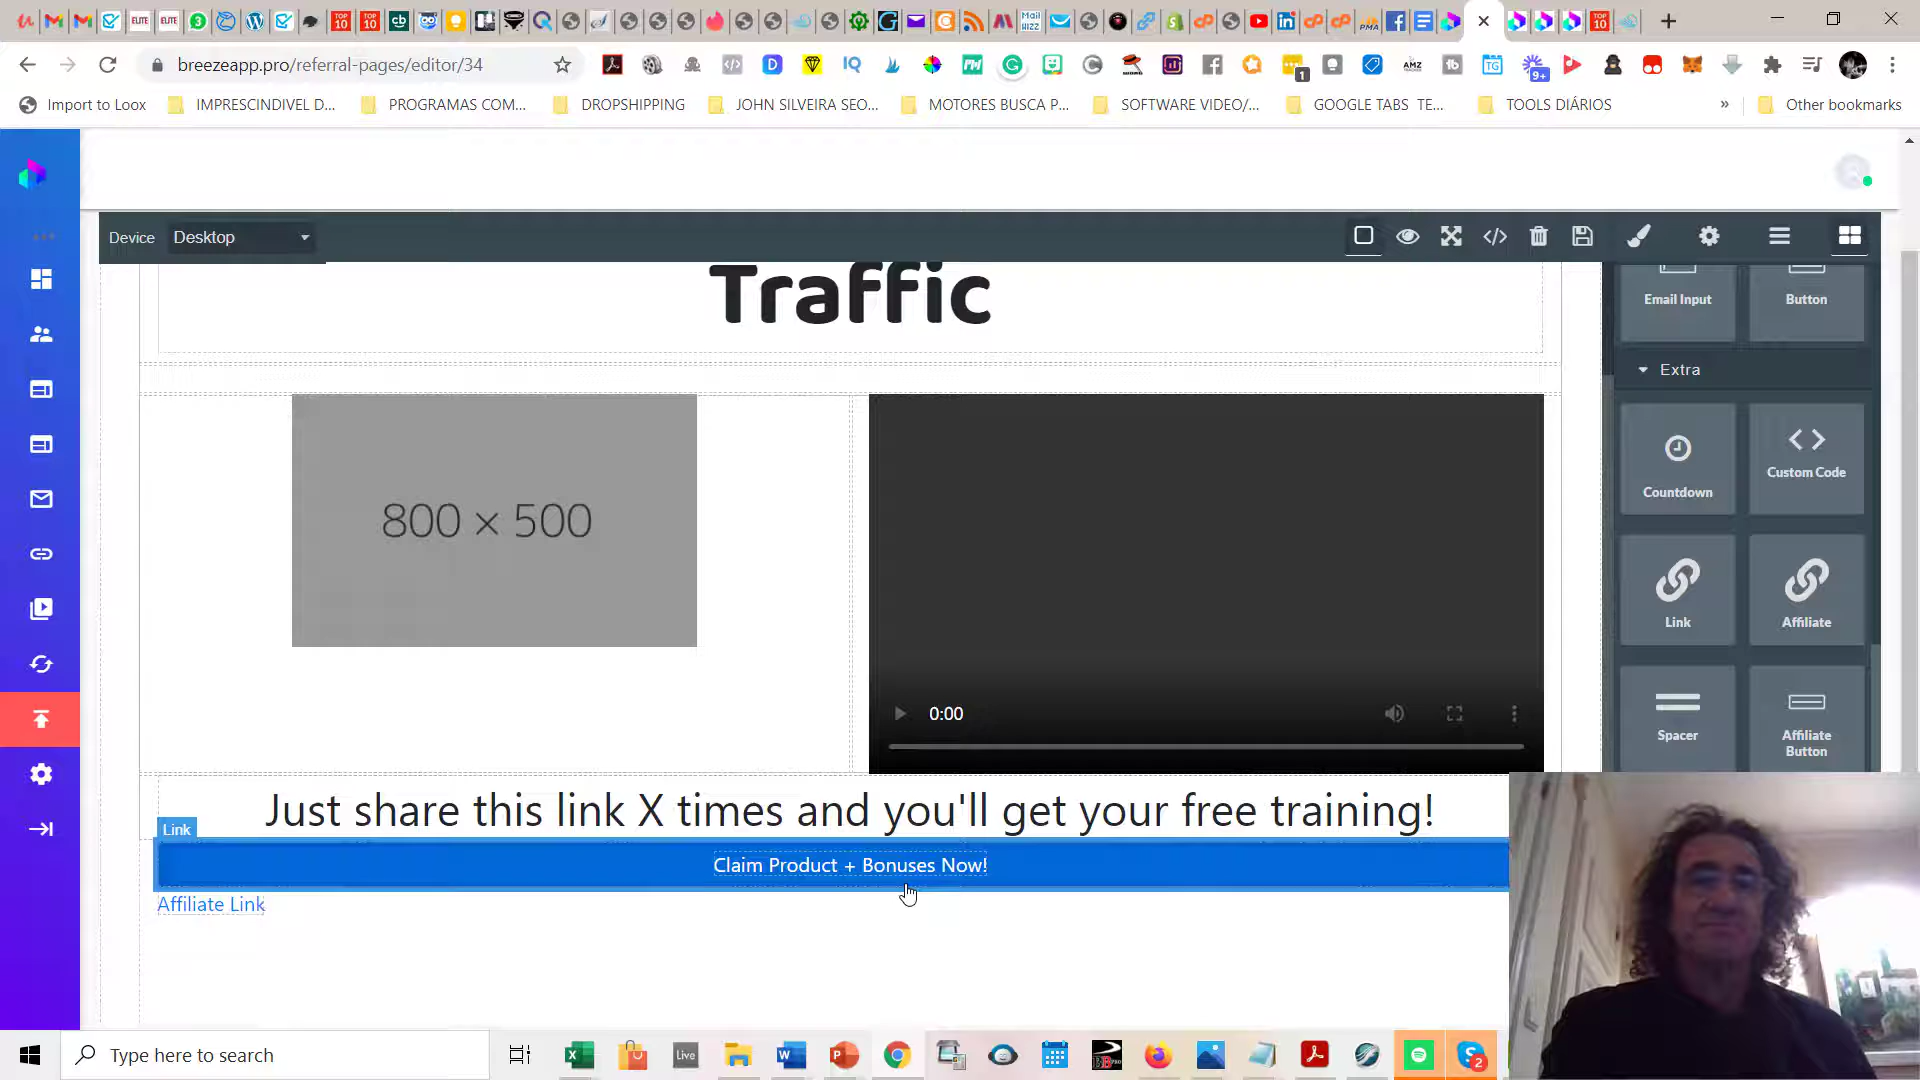 breezeapp.pro/referral-pages/editor/34
Import to Loox
IMPRESCINDIVEL D...
PROGRAMAS COM...
DROPSHIPPING
JOHN SILVEIRA SEO...
MOTORES BUSCA P...
SOFTWARE VIDEO/...
GOOGLE TABS TE...
TOOLS DIÁRIOS
»
Other bookmarks
Device
Desktop
Traffic
Email Input
Button
Extra
Countdown
Custom Code
Link
Affiliate
Spacer
Affiliate
Button
800 × 500
0:00
Just share this link X times and you'll get your free training!
Link
Claim Product + Bonuses Now!
Affiliate Link
Type here to search